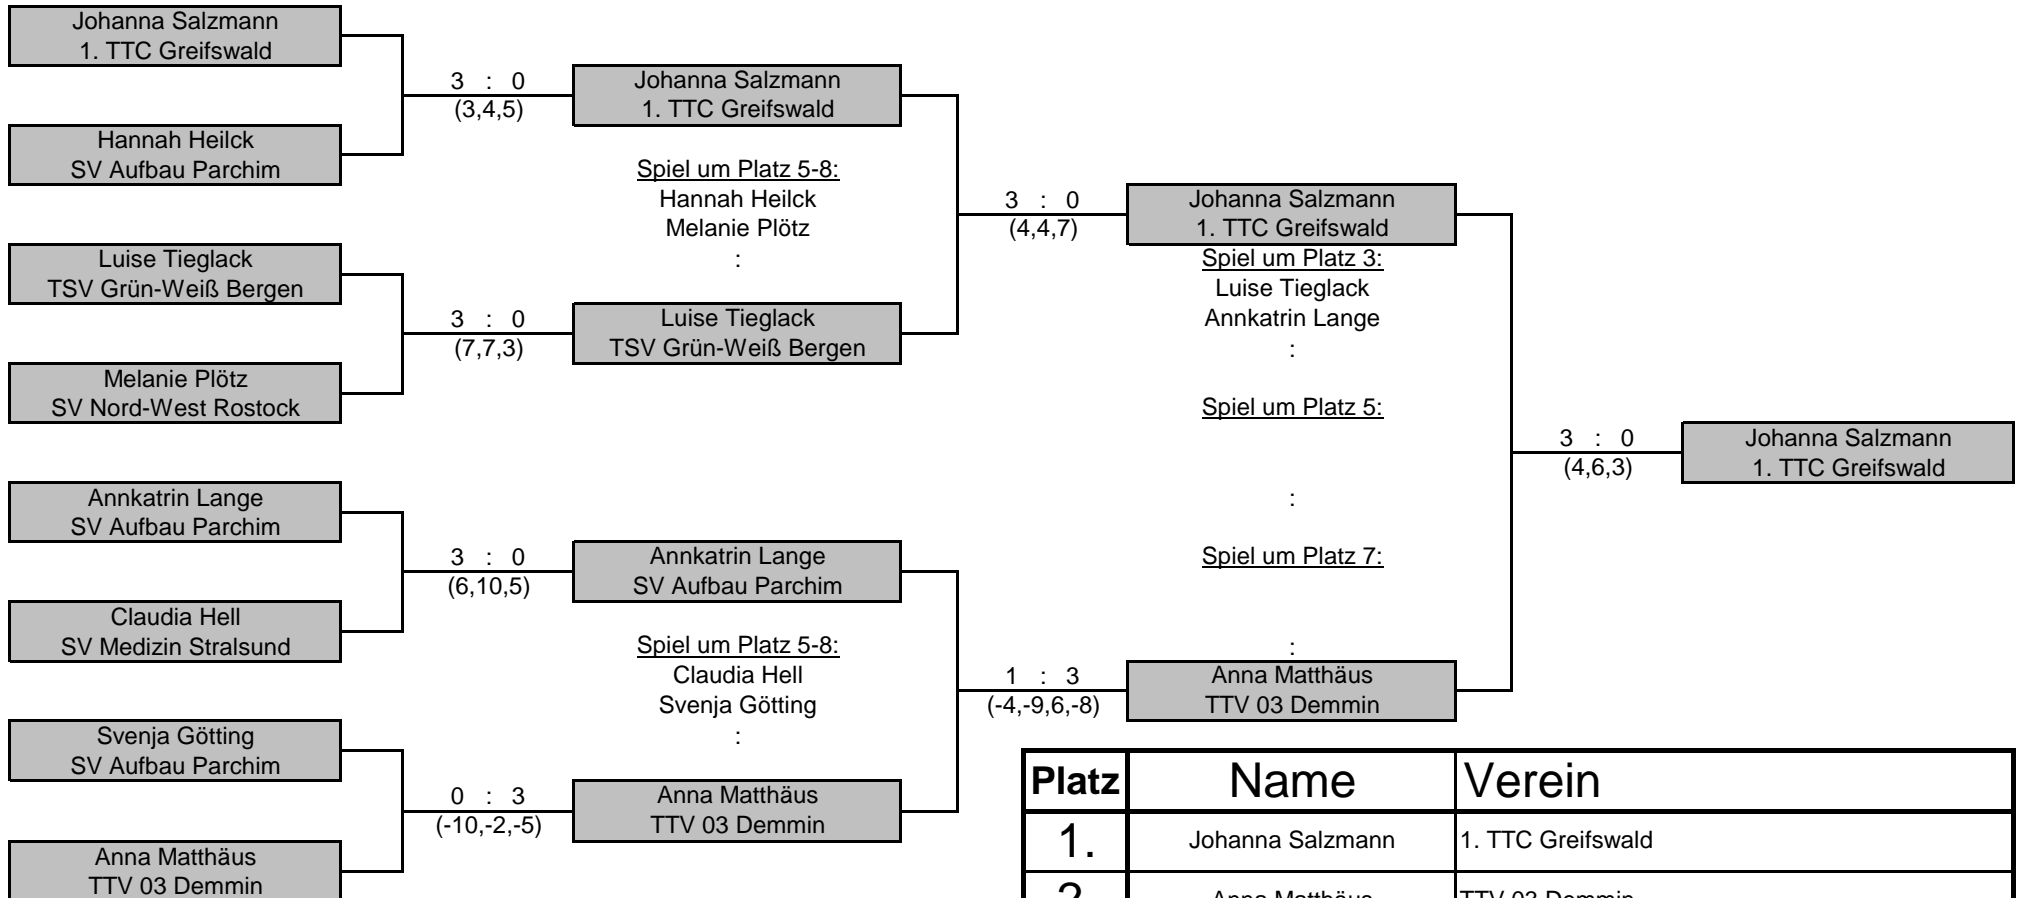 Johanna Salzmann
1. TTC Greifswald
Hannah Heilck
SV Aufbau Parchim
Luise Tieglack
TSV Grün-Weiß Bergen
Melanie Plötz
SV Nord-West Rostock
Annkatrin Lange
SV Aufbau Parchim
Claudia Hell
SV Medizin Stralsund
Svenja Götting
SV Aufbau Parchim
Anna Matthäus
TTV 03 Demmin
3 : 0
(3,4,5)
3 : 0
(7,7,3)
3 : 0
(6,10,5)
0 : 3
(-10,-2,-5)
Johanna Salzmann
1. TTC Greifswald
Spiel um Platz 5-8:
Hannah Heilck
Melanie Plötz
:
Luise Tieglack
TSV Grün-Weiß Bergen
Annkatrin Lange
SV Aufbau Parchim
Spiel um Platz 5-8:
Claudia Hell
Svenja Götting
:
Anna Matthäus
TTV 03 Demmin
3 : 0
(4,4,7)
1 : 3
(-4,-9,6,-8)
Johanna Salzmann
1. TTC Greifswald
Spiel um Platz 3:
Luise Tieglack
Annkatrin Lange
:
Spiel um Platz 5:
:
Spiel um Platz 7:
:
Anna Matthäus
TTV 03 Demmin
3 : 0
(4,6,3)
Johanna Salzmann
1. TTC Greifswald
Platz Name Verein
1. Johanna Salzmann 1. TTC Greifswald
2. Anna Matthäus TTV 03 Demmin